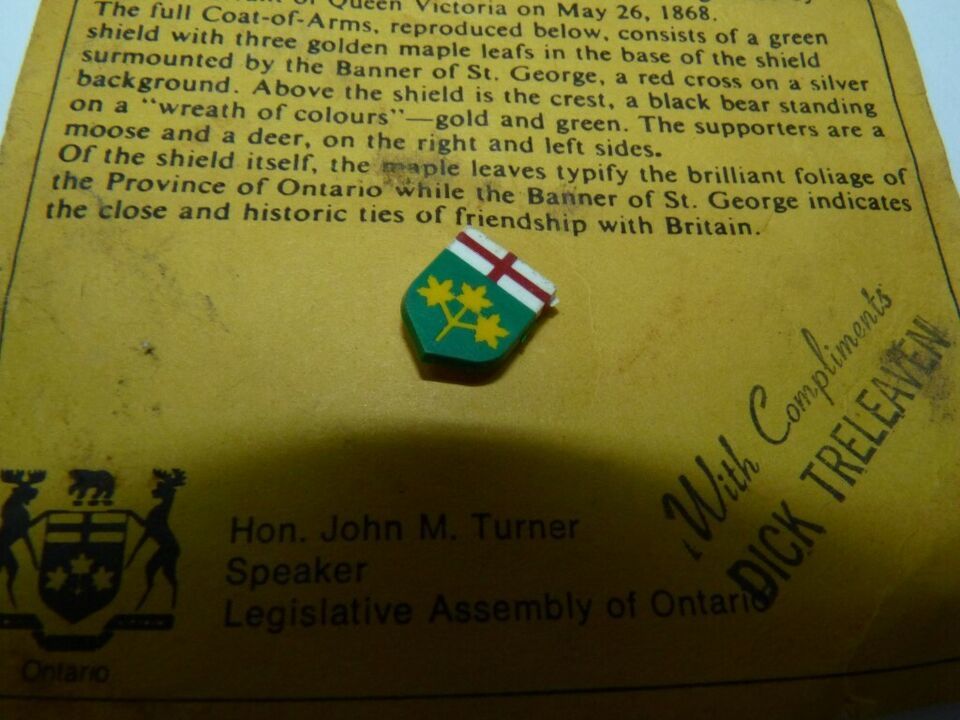 of Queen Victoria on May 26, 1868.
The full Coat-of-Arms, reproduced below, consists of a green
shield with three golden maple leafs in the base of the shield
surmounted by the Banner of St. George, a red cross on a silver
background. Above the shield is the crest, a black bear standing
on a "wreath of colours"—gold and green. The supporters are a
moose and a deer, on the right and left sides.
Of the shield itself, the maple leaves typify the brilliant foliage of
the Province of Ontario while the Banner of St. George indicates
the close and historic ties of friendship with Britain.
With Compliments
DICK TRELEAVEN
Hon. John M. Turner
Speaker
Legislative Assembly of Ontario
Ontario